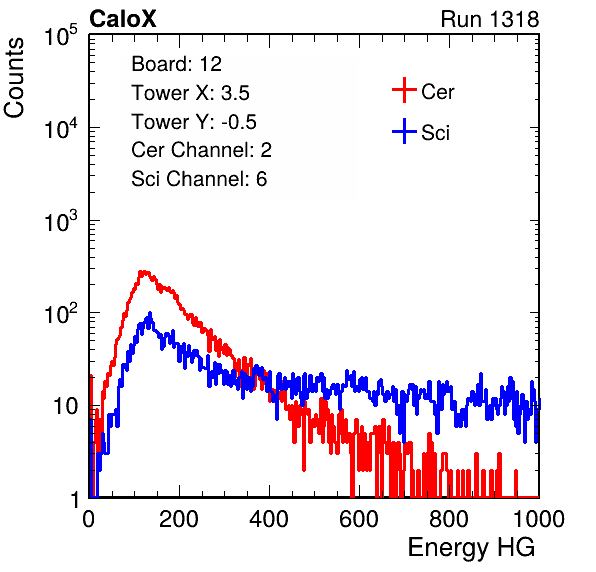 CaloX Run 1318
Counts
10^5
10^4
10^3
10^2
10
1
Board: 12
Tower X: 3.5
Tower Y: -0.5
Cer Channel: 2
Sci Channel: 6
Cer
Sci
0 200 400 600 800 1000
Energy HG